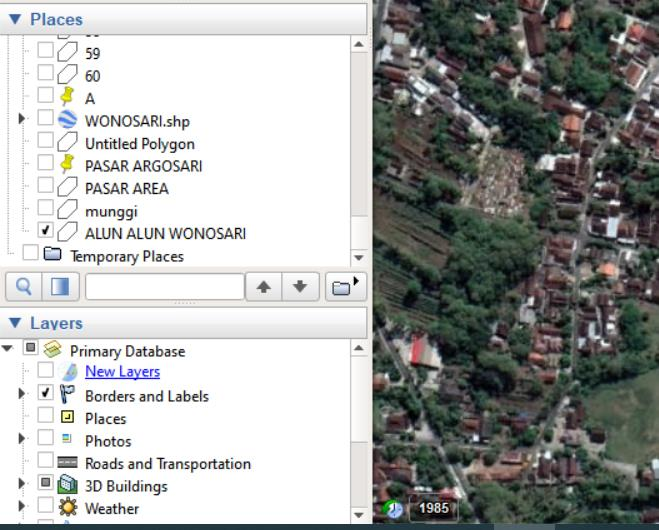 Places
59
60
A
WONOSARI.shp
Untitled Polygon
PASAR ARGOSARI
PASAR AREA
munggi
ALUN ALUN WONOSARI
Temporary Places
Layers
Primary Database
New Layers
Borders and Labels
Places
Photos
Roads and Transportation
3D Buildings
Weather
1985